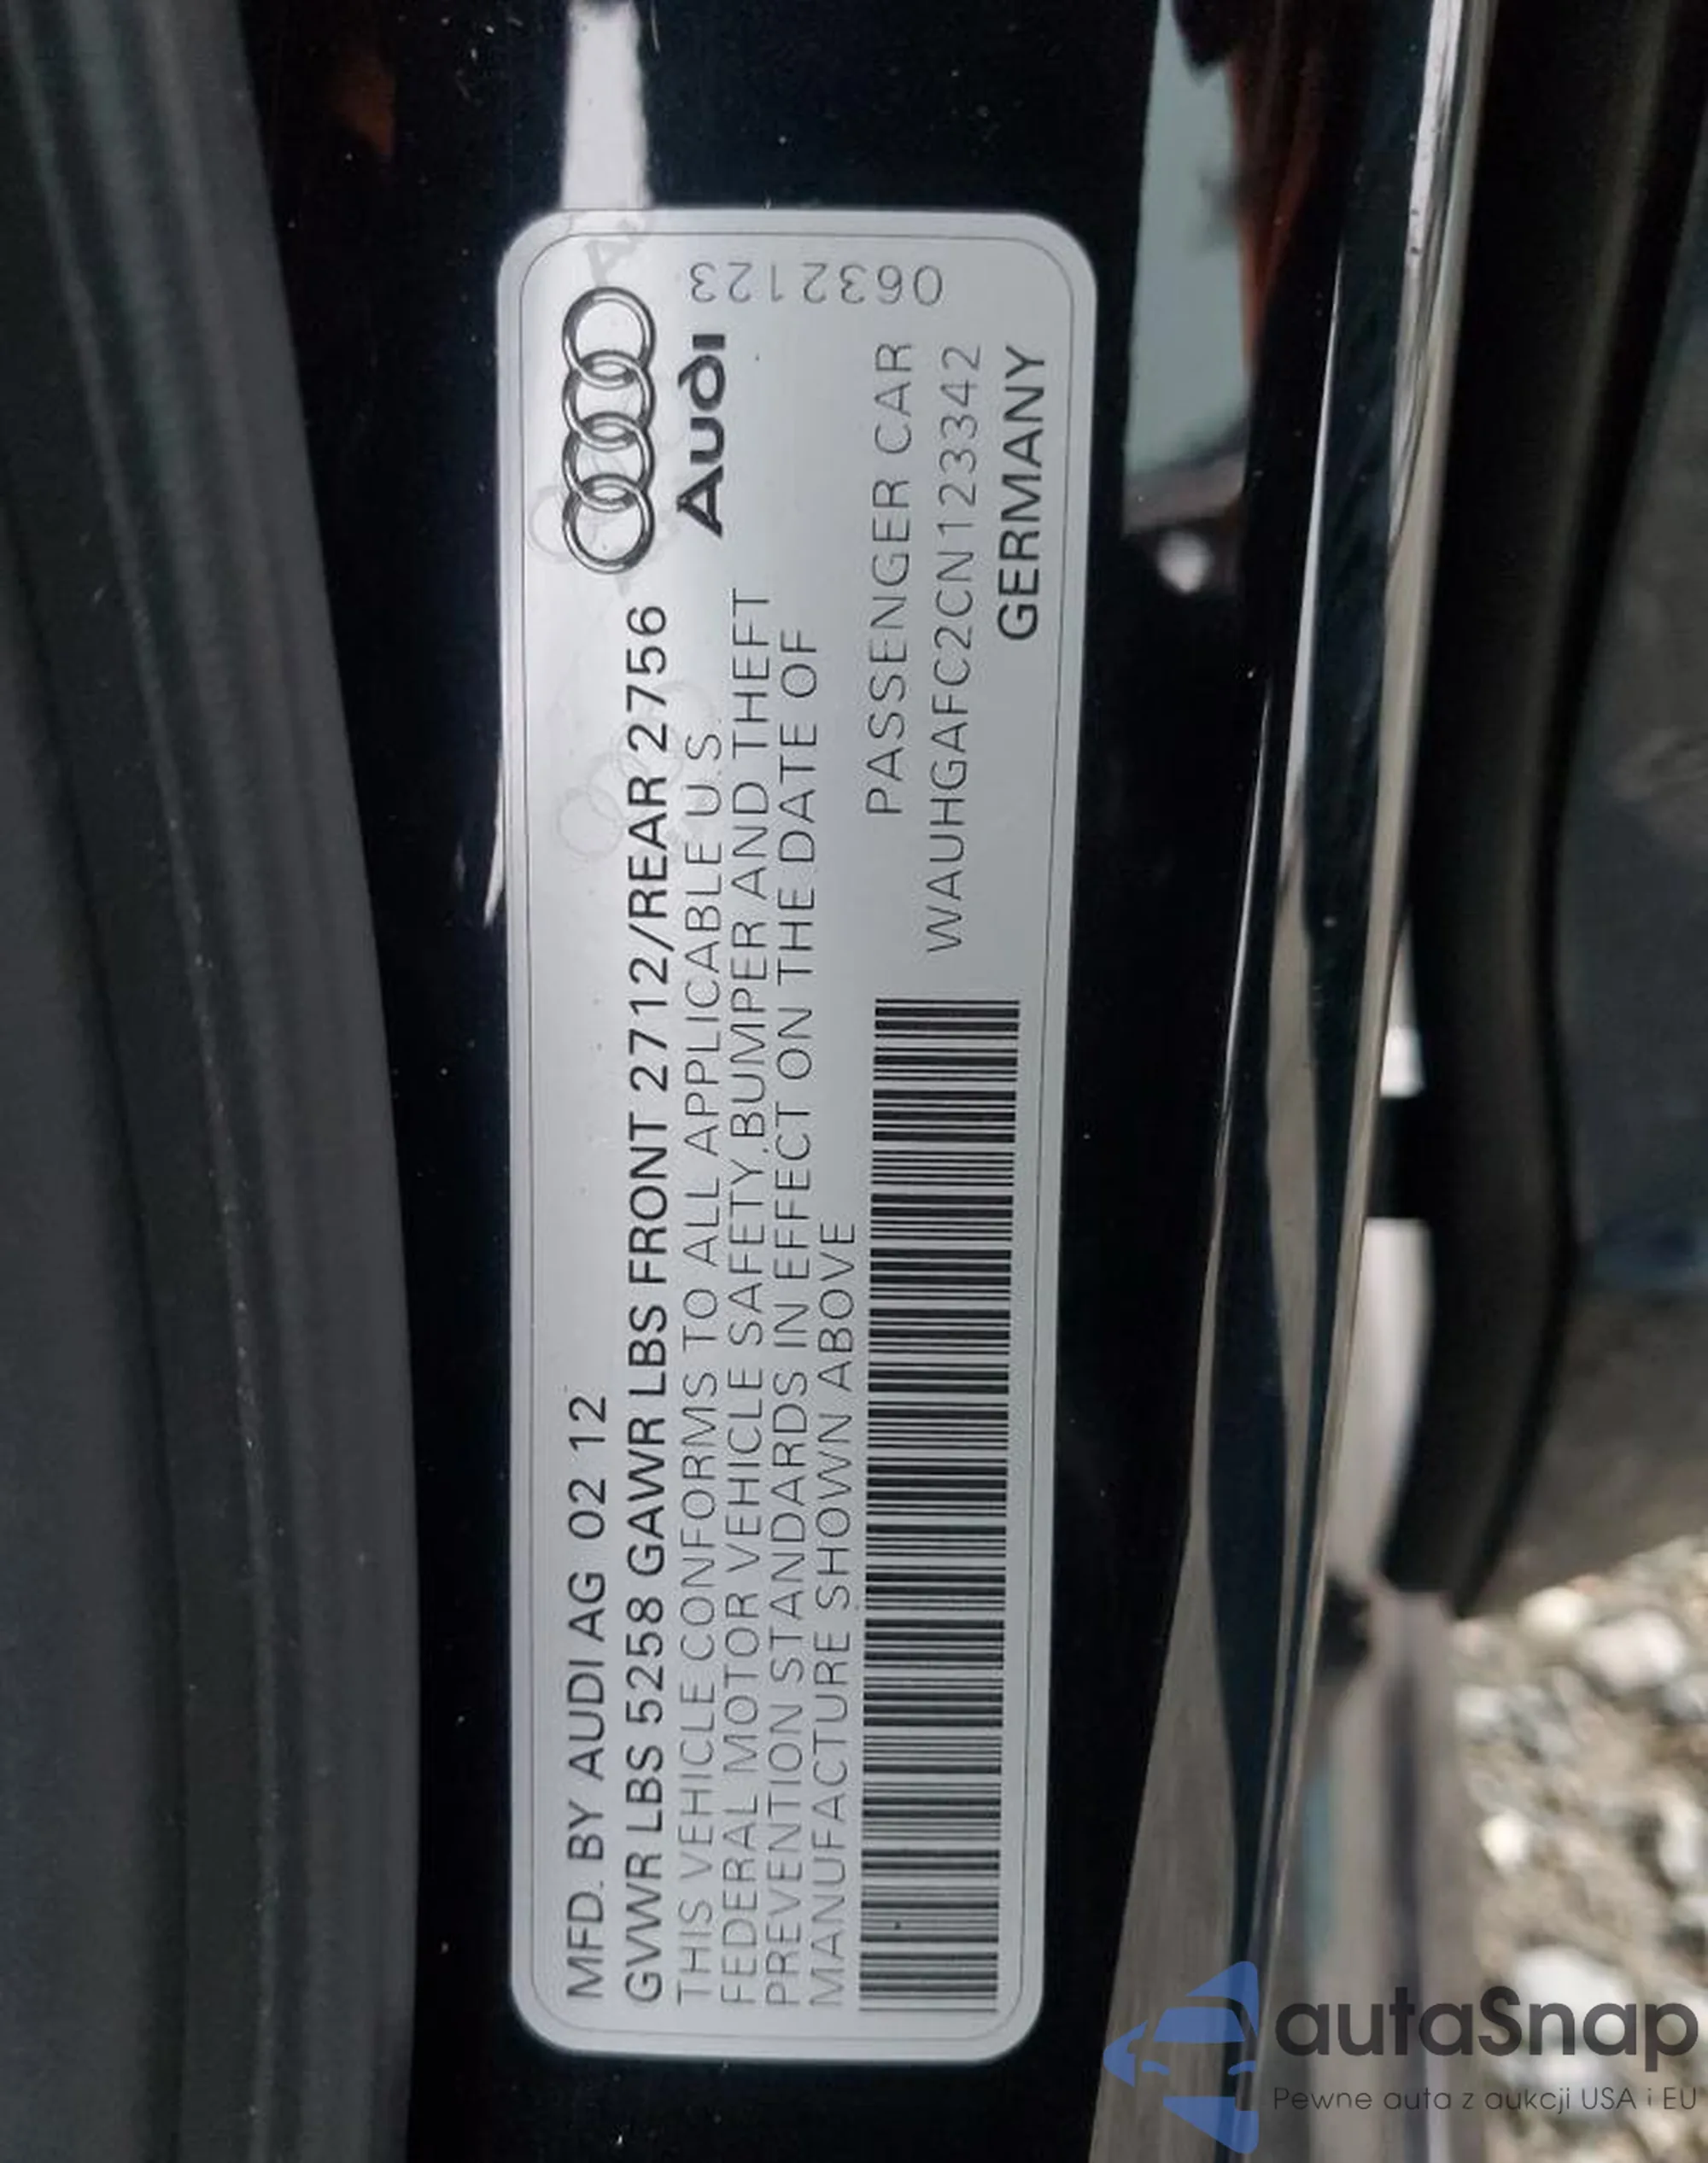 MFD. BY AUDI AG 02 12
GVWR LBS 5258 GAWR LBS FRONT 2712/REAR 2756
THIS VEHICLE CONFORMS TO ALL APPLICABLE U.S.
FEDERAL MOTOR VEHICLE SAFETY,BUMPER AND THEFT
PREVENTION STANDARDS IN EFFECT ON THE DATE OF
MANUFACTURE SHOWN ABOVE
Audi
0632123
PASSENGER CAR
WAUHGAFC2CN123342
GERMANY
autaSnap
Pewne auta z aukcji USA i EU